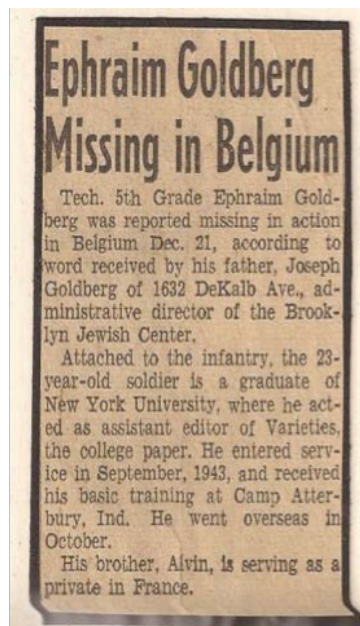 Ephraim Goldberg
Missing in Belgium
Tech. 5th Grade Ephraim Gold-
berg was reported missing in action
in Belgium Dec. 21, according to
word received by his father, Joseph
Goldberg of 1632 DeKalb Ave., ad-
ministrative director of the Brook-
lyn Jewish Center.
Attached to the infantry, the 23-
year-old soldier is a graduate of
New York University, where he act-
ed as assistant editor of Varieties,
the college paper. He entered serv-
ice in September, 1943, and received
his basic training at Camp Atter-
bury, Ind. He went overseas in
October.
His brother, Alvin, is serving as a
private in France.